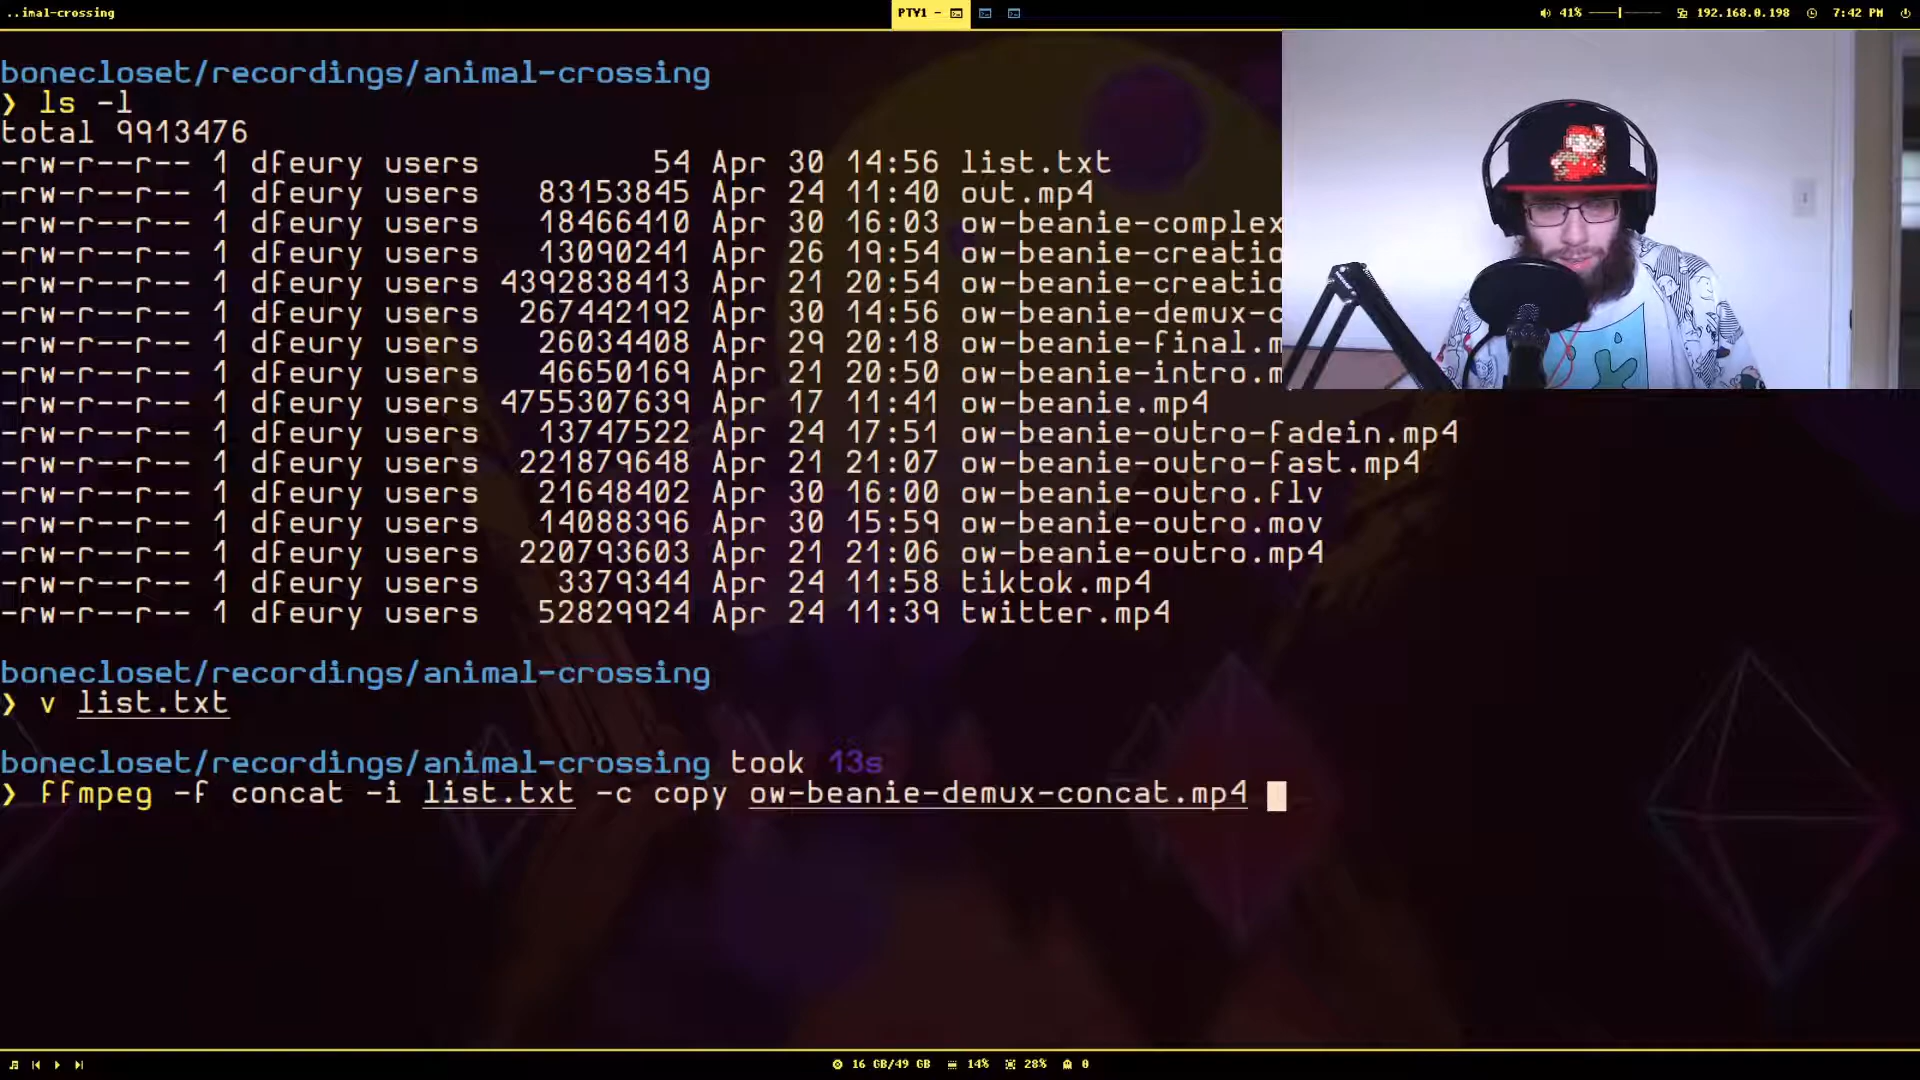 ..imal-crossing
PTY1 -
41%
192.168.0.198
7:42 PM
bonecloset/recordings/animal-crossing
❯ ls -l
total 9913476
-rw-r--r-- 1 dfeury users 54 Apr 30 14:56 list.txt
-rw-r--r-- 1 dfeury users 83153845 Apr 24 11:40 out.mp4
-rw-r--r-- 1 dfeury users 18466410 Apr 30 16:03 ow-beanie-complex
-rw-r--r-- 1 dfeury users 13090241 Apr 26 19:54 ow-beanie-creatio
-rw-r--r-- 1 dfeury users 4392838413 Apr 21 20:54 ow-beanie-creatio
-rw-r--r-- 1 dfeury users 267442192 Apr 30 14:56 ow-beanie-demux-c
-rw-r--r-- 1 dfeury users 26034408 Apr 29 20:18 ow-beanie-final.m
-rw-r--r-- 1 dfeury users 46650169 Apr 21 20:50 ow-beanie-intro.m
-rw-r--r-- 1 dfeury users 4755307639 Apr 17 11:41 ow-beanie.mp4
-rw-r--r-- 1 dfeury users 13747522 Apr 24 17:51 ow-beanie-outro-fadein.mp4
-rw-r--r-- 1 dfeury users 221879648 Apr 21 21:07 ow-beanie-outro-fast.mp4
-rw-r--r-- 1 dfeury users 21648402 Apr 30 16:00 ow-beanie-outro.flv
-rw-r--r-- 1 dfeury users 14088396 Apr 30 15:59 ow-beanie-outro.mov
-rw-r--r-- 1 dfeury users 220793603 Apr 21 21:06 ow-beanie-outro.mp4
-rw-r--r-- 1 dfeury users 3379344 Apr 24 11:58 tiktok.mp4
-rw-r--r-- 1 dfeury users 52829924 Apr 24 11:39 twitter.mp4
bonecloset/recordings/animal-crossing
❯ v list.txt
bonecloset/recordings/animal-crossing took 13s
❯ ffmpeg -f concat -i list.txt -c copy ow-beanie-demux-concat.mp4
16 GB/49 GB 14% 28% 0